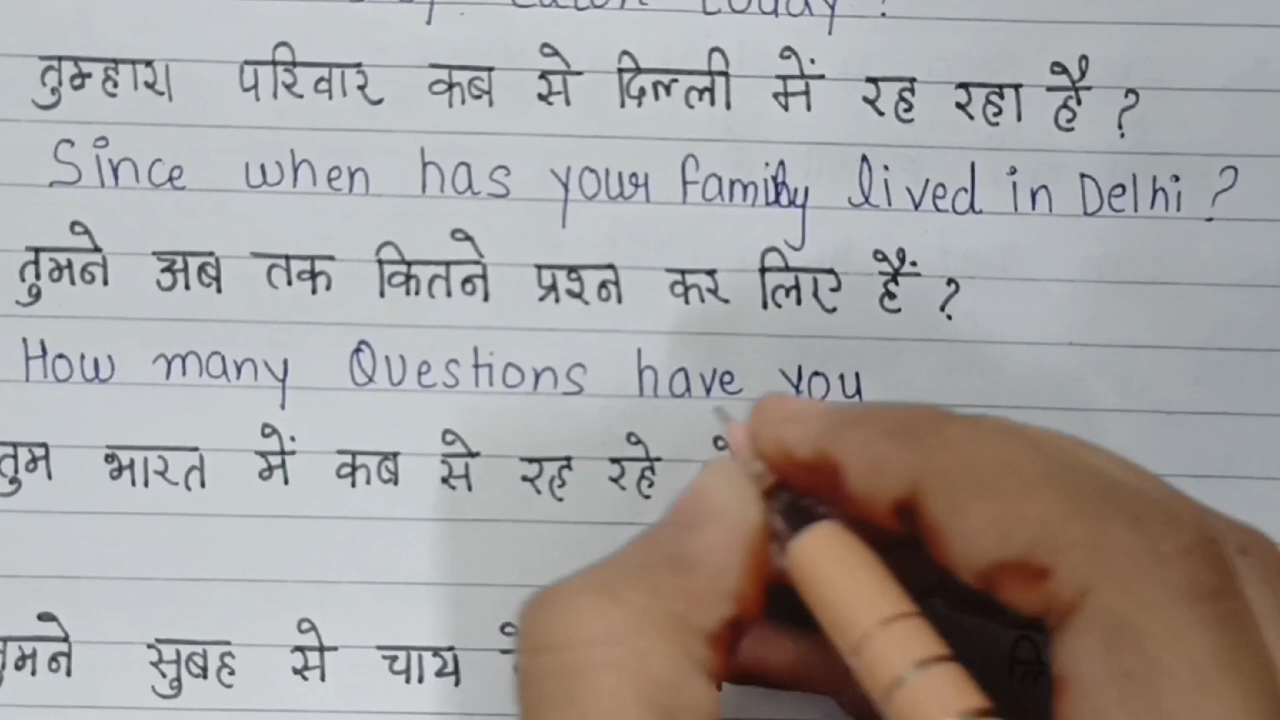 today ?
तुम्हारा परिवार कब से दिल्ली में रह रहा है ?
Since when has your family lived in Delhi ?
तुमने अब तक कितने प्रश्न कर लिए हैं ?
How many Questions have you
तुम भारत में कब से रह रहे
तुमने सुबह से चाय